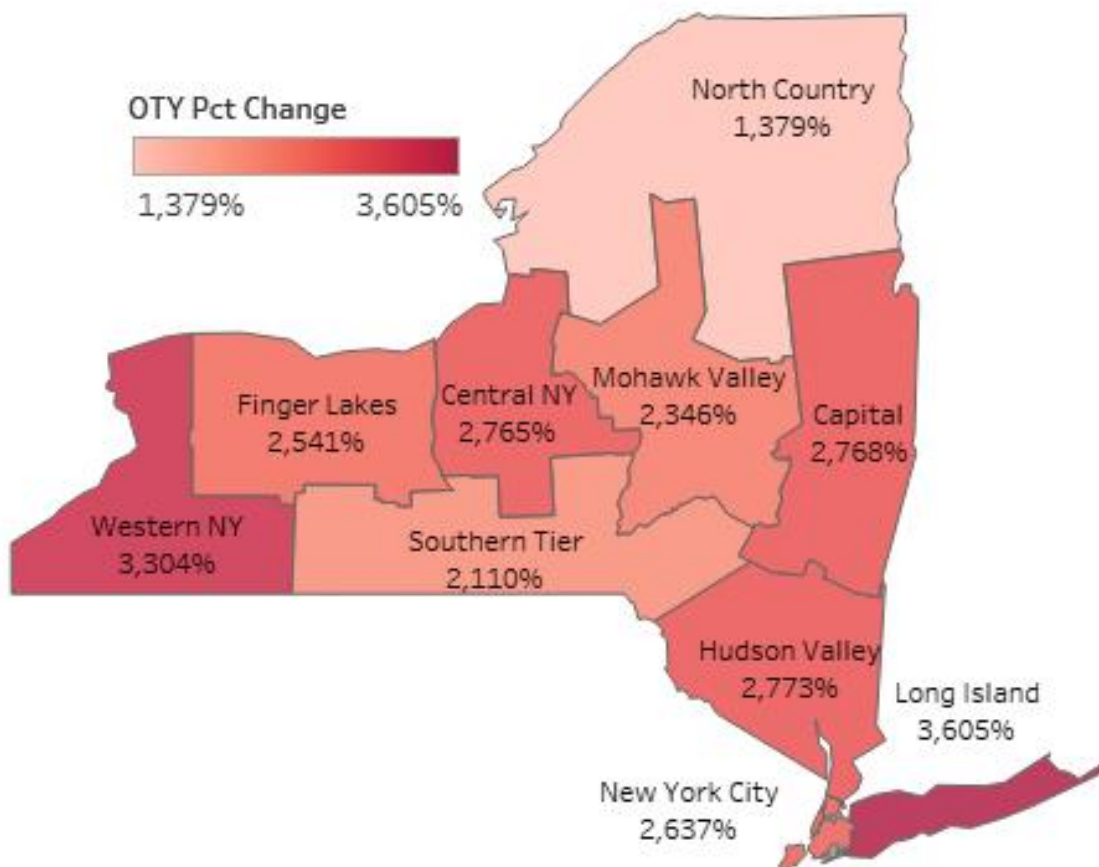 North Country
1,379%
OTY Pct Change
1,379%
3,605%
Mohawk Valley
2,346%
Finger Lakes
2,541%
Central NY
2,765%
Capital
2,768%
Western NY
3,304%
Southern Tier
2,110%
Hudson Valley
2,773%
Long Island
3,605%
New York City
2,637%